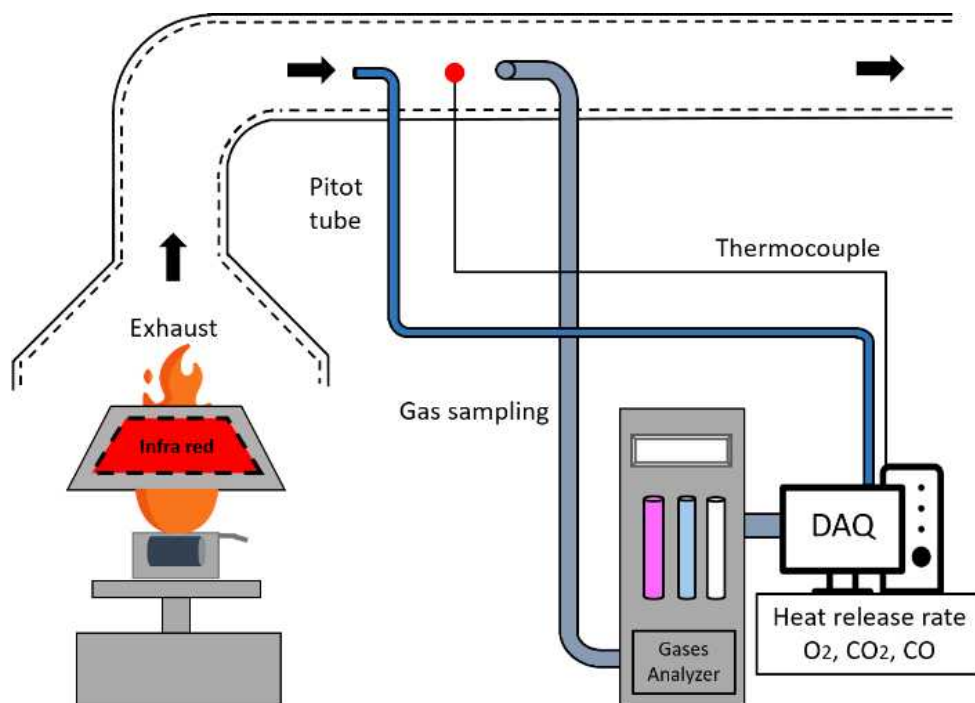 Pitot
tube
Thermocouple
Exhaust
Gas sampling
Infra red
DAQ
Heat release rate
O2, CO2, CO
Gases
Analyzer